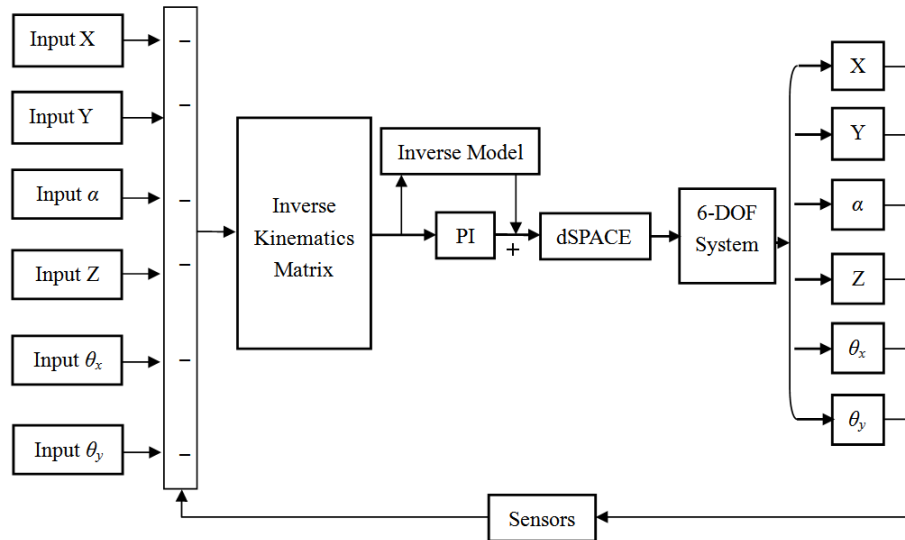 Input X
Input Y
Input α
Input Z
Input θx
Input θy
−
−
−
−
−
−
Inverse
Kinematics
Matrix
Inverse Model
PI
+
dSPACE
6-DOF
System
X
Y
α
Z
θx
θy
Sensors